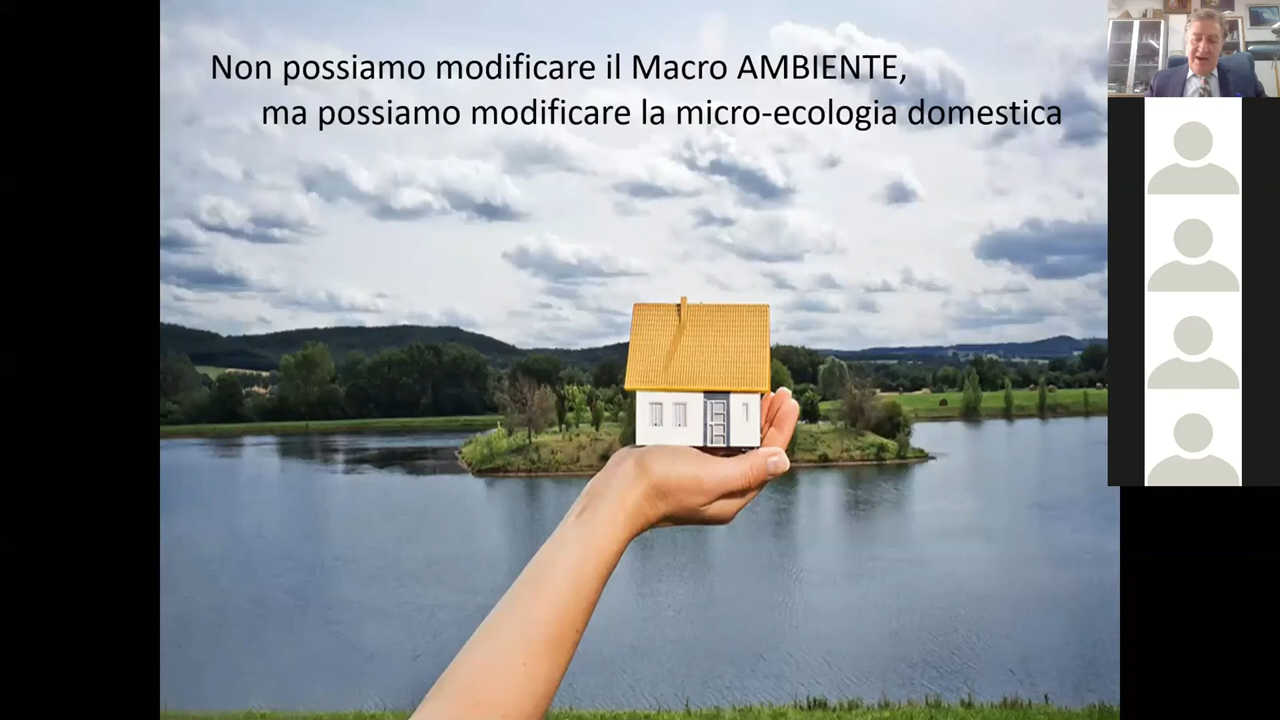 Non possiamo modificare il Macro AMBIENTE,
ma possiamo modificare la micro-ecologia domestica